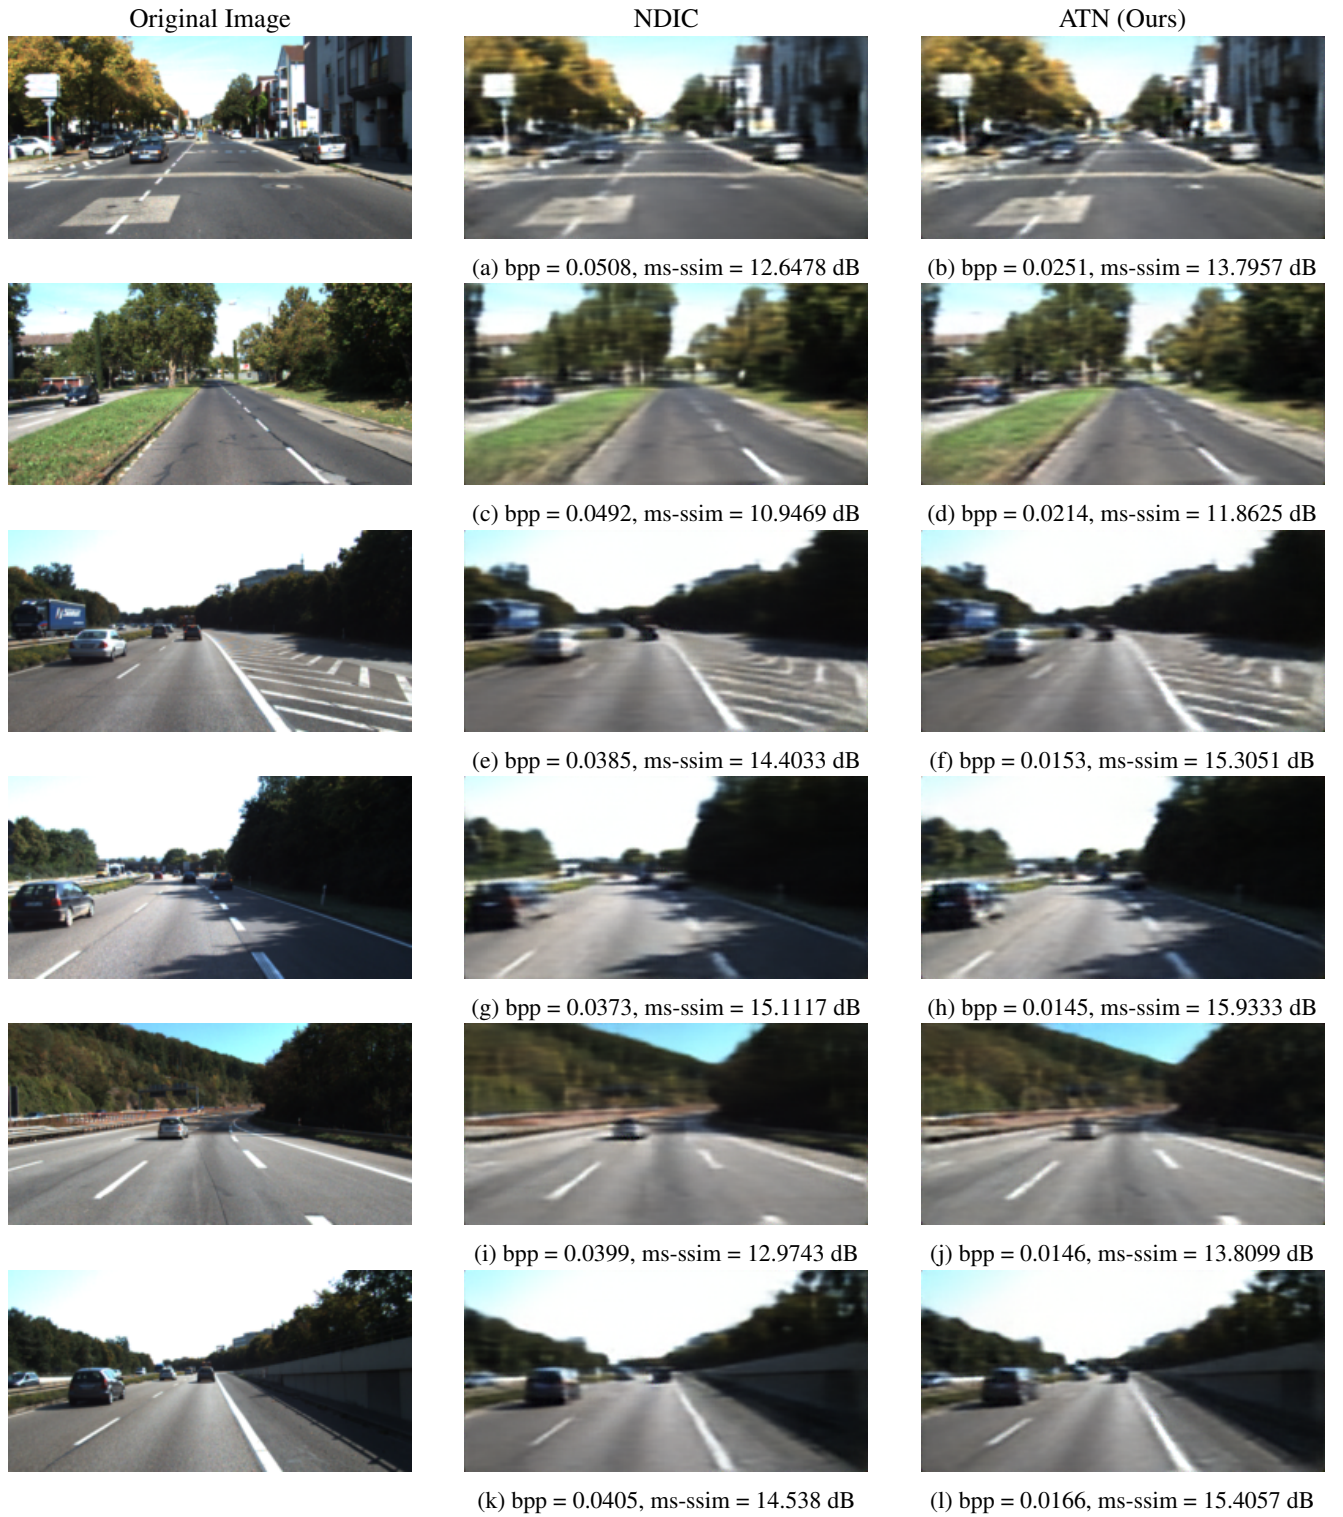 Original Image
NDIC
ATN (Ours)
(a) bpp = 0.0508, ms-ssim = 12.6478 dB
(b) bpp = 0.0251, ms-ssim = 13.7957 dB
(c) bpp = 0.0492, ms-ssim = 10.9469 dB
(d) bpp = 0.0214, ms-ssim = 11.8625 dB
(e) bpp = 0.0385, ms-ssim = 14.4033 dB
(f) bpp = 0.0153, ms-ssim = 15.3051 dB
(g) bpp = 0.0373, ms-ssim = 15.1117 dB
(h) bpp = 0.0145, ms-ssim = 15.9333 dB
(i) bpp = 0.0399, ms-ssim = 12.9743 dB
(j) bpp = 0.0146, ms-ssim = 13.8099 dB
(k) bpp = 0.0405, ms-ssim = 14.538 dB
(l) bpp = 0.0166, ms-ssim = 15.4057 dB